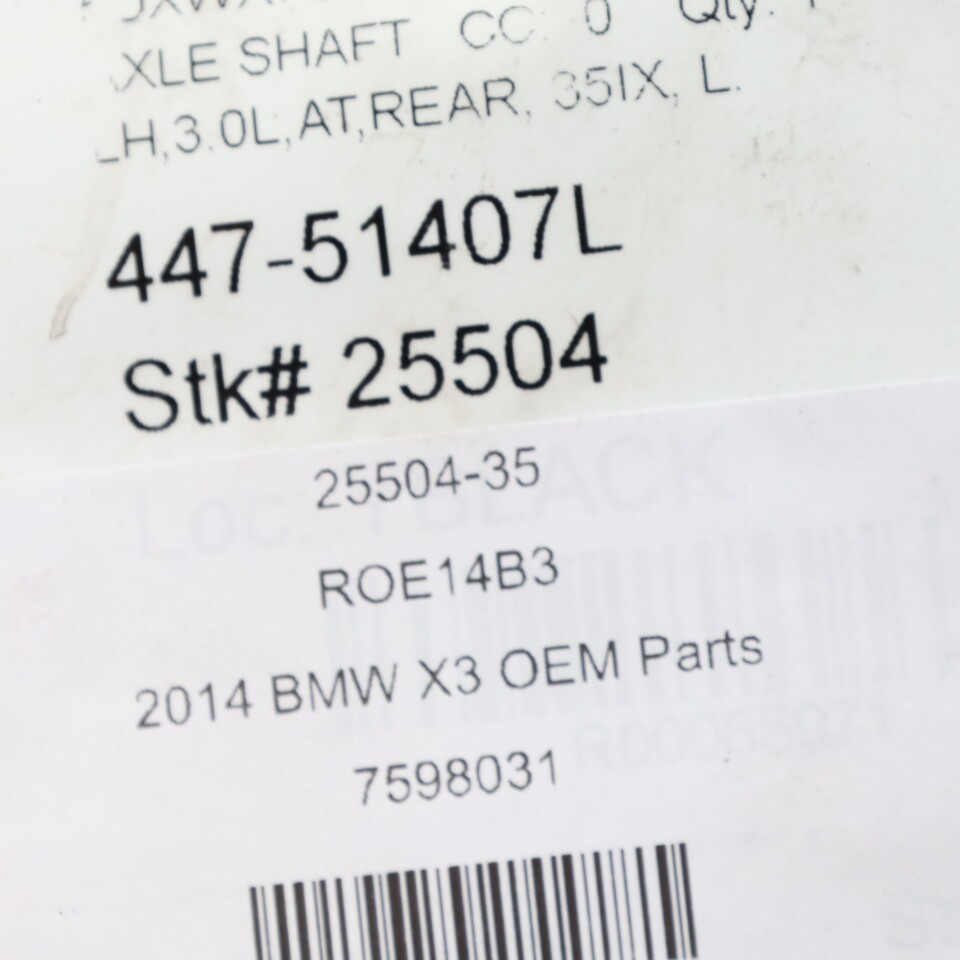 XLE SHAFT CC: 0 Qty:
LH,3.0L,AT,REAR, 35IX, L.
447-51407L
Stk# 25504
25504-35
ROE14B3
2014 BMW X3 OEM Parts
7598031